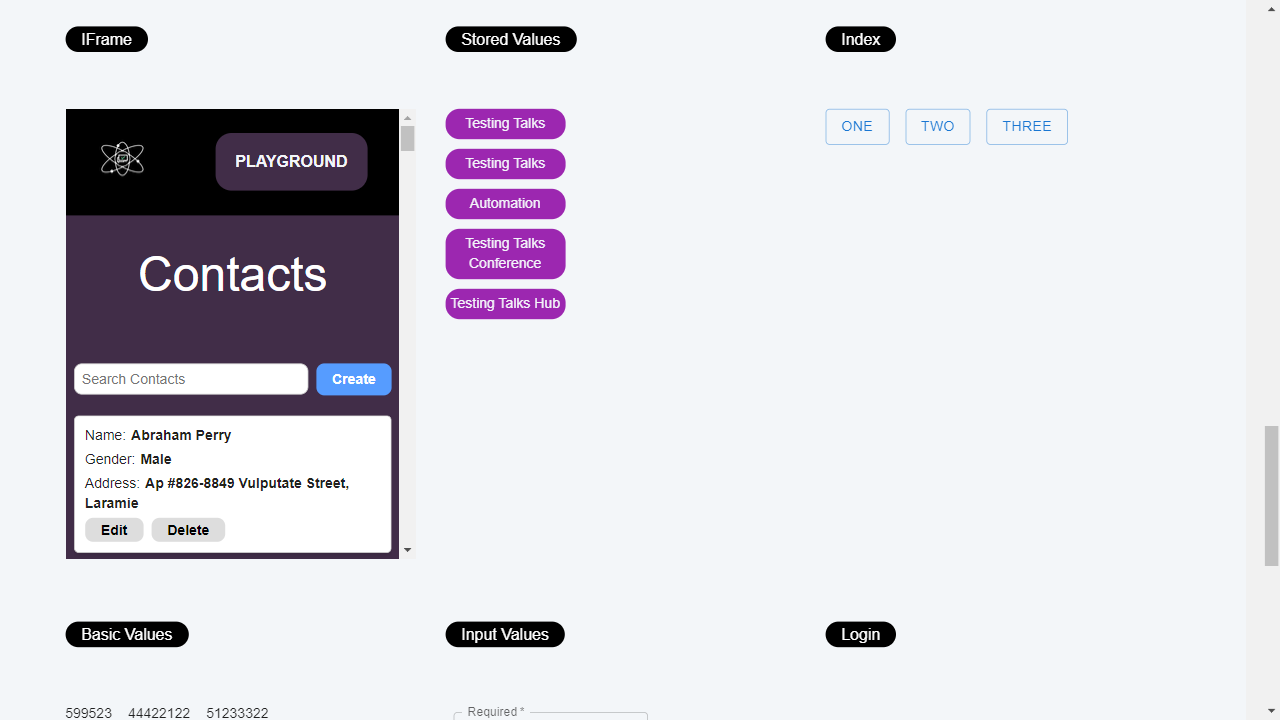 IFrame
Stored Values
Index
PLAYGROUND
Contacts
Search Contacts
Create
Name: Abraham Perry
Gender: Male
Address: Ap #826-8849 Vulputate Street,
Laramie
Edit
Delete
Testing Talks
Testing Talks
Automation
Testing Talks
Conference
Testing Talks Hub
ONE
TWO
THREE
Basic Values
Input Values
Login
599523
44422122
51233322
Required *